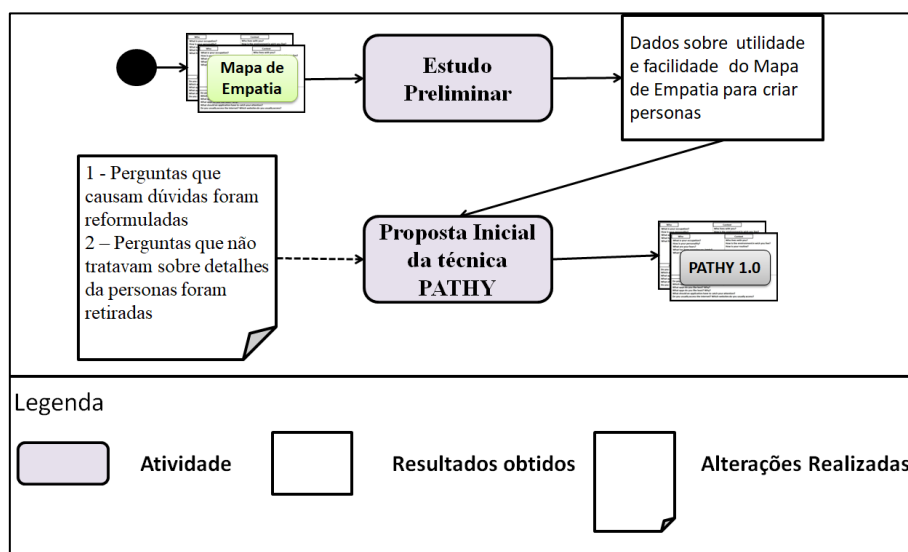 Mapa de
Empatia
Estudo
Preliminar
Dados sobre utilidade
e facilidade do Mapa
de Empatia para criar
personas
1 - Perguntas que
causam dúvidas foram
reformuladas
2 – Perguntas que não
tratavam sobre detalhes
da personas foram
retiradas
Proposta Inicial
da técnica
PATHY
PATHY 1.0
Legenda
Atividade
Resultados obtidos
Alterações Realizadas